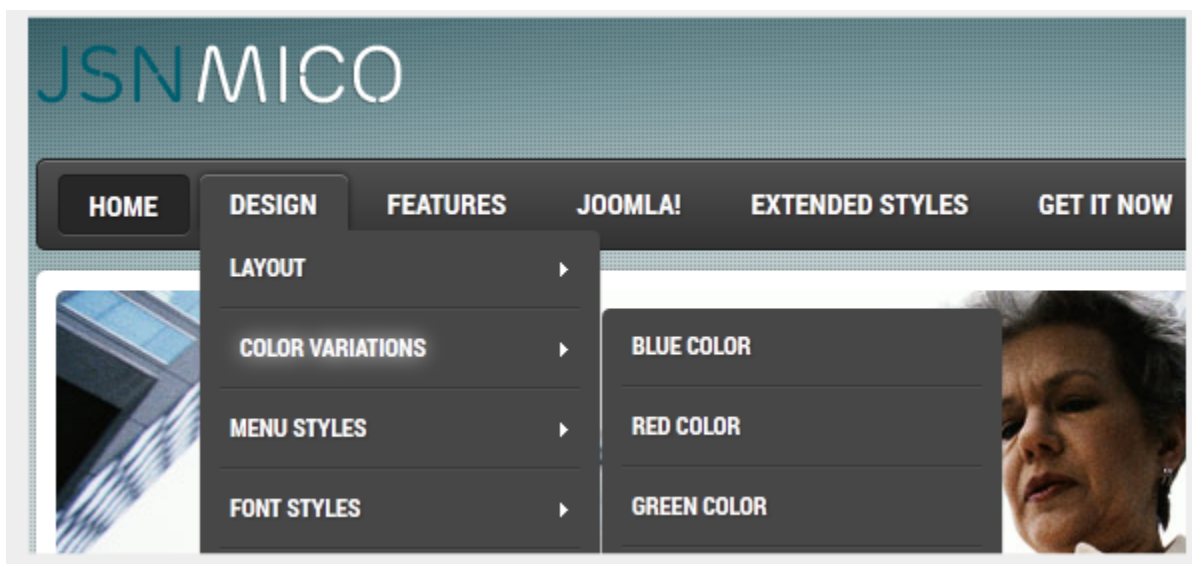 JSNMICO
HOME DESIGN FEATURES JOOMLA! EXTENDED STYLES GET IT NOW
LAYOUT
COLOR VARIATIONS
MENU STYLES
FONT STYLES
BLUE COLOR
RED COLOR
GREEN COLOR